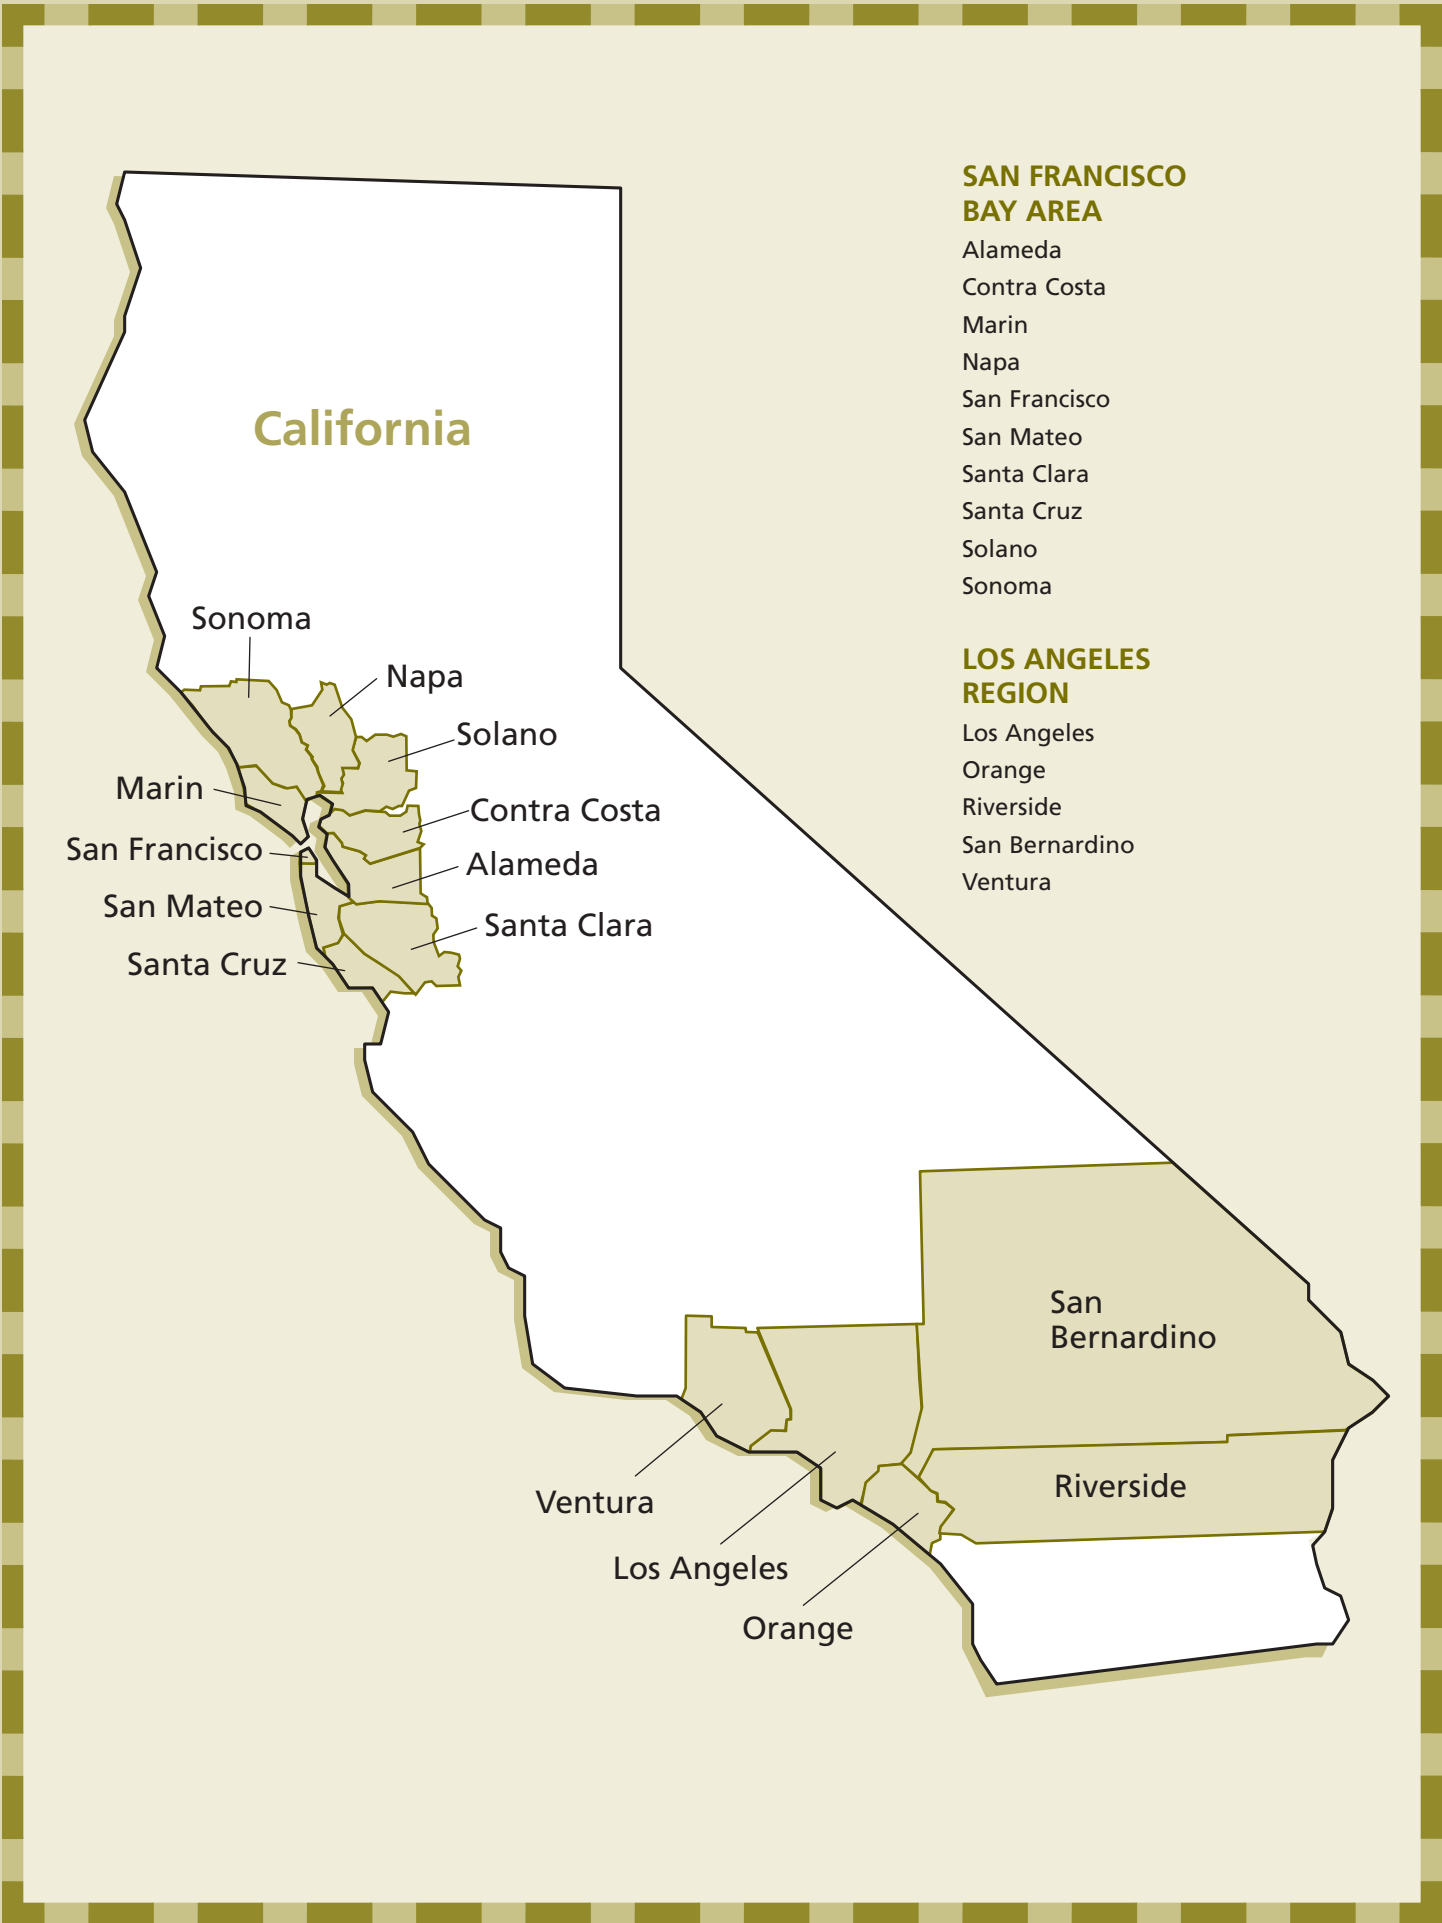 SAN FRANCISCO
BAY AREA
Alameda
Contra Costa
Marin
Napa
San Francisco
San Mateo
Santa Clara
Santa Cruz
Solano
Sonoma
LOS ANGELES
REGION
Los Angeles
Orange
Riverside
San Bernardino
Ventura
California
Sonoma
Napa
Solano
Marin
Contra Costa
San Francisco
Alameda
San Mateo
Santa Clara
Santa Cruz
San
Bernardino
Riverside
Ventura
Los Angeles
Orange